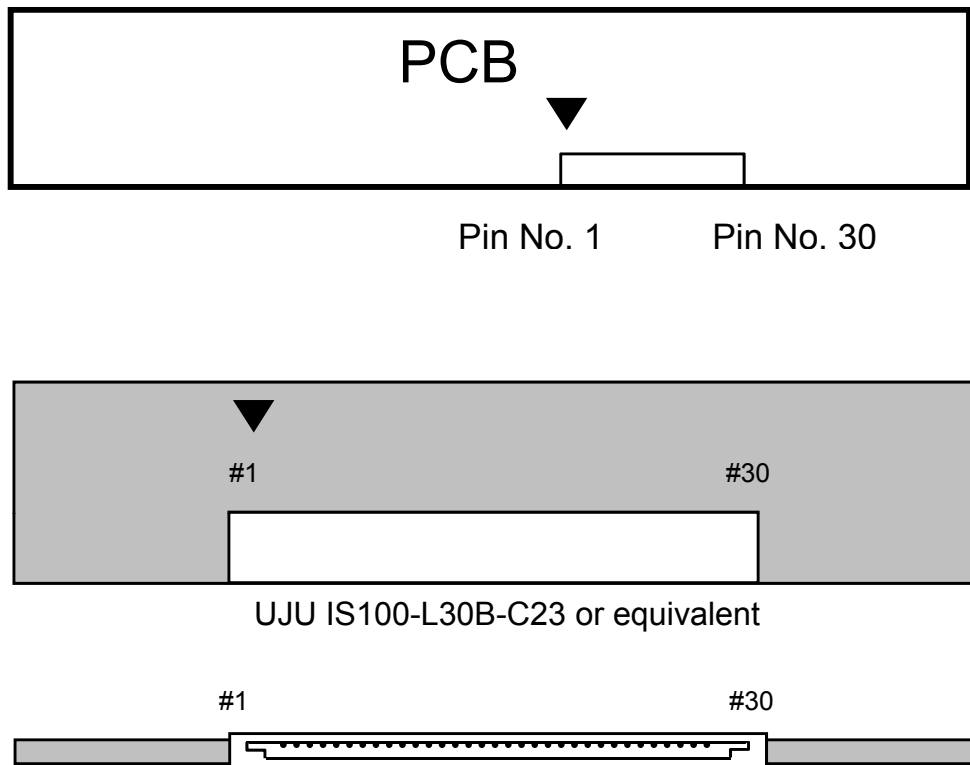 PCB
Pin No. 1 Pin No. 30
#1 #30
UJU IS100-L30B-C23 or equivalent
#1 #30